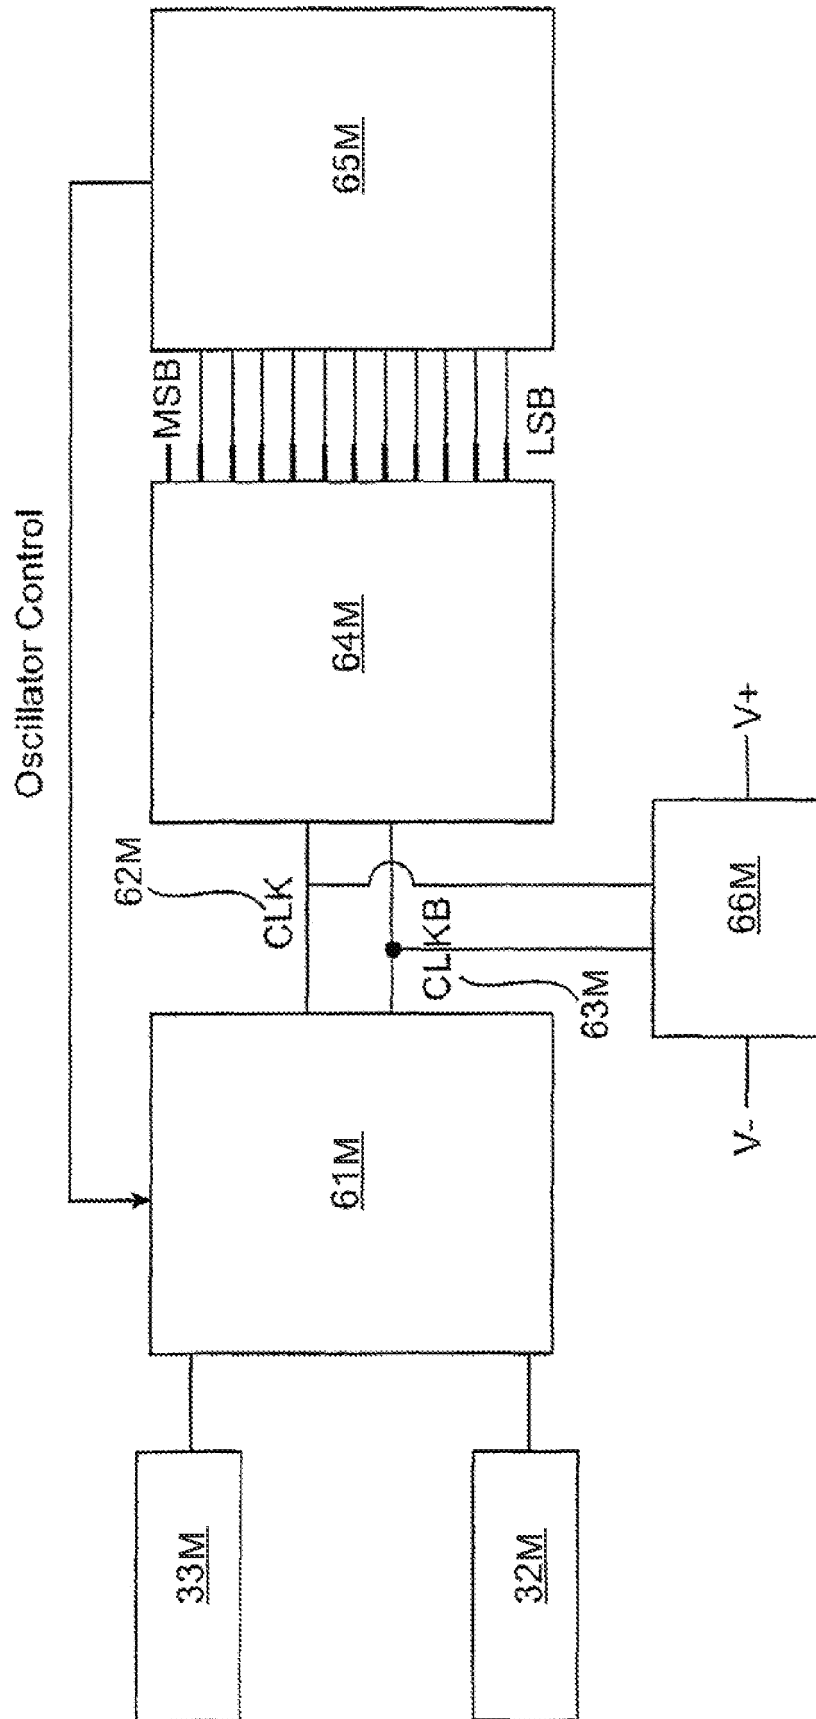 Oscillator Control
33M
32M
61M
62M
CLK
CLKB
63M
64M
MSB
LSB
65M
V-
66M
V+